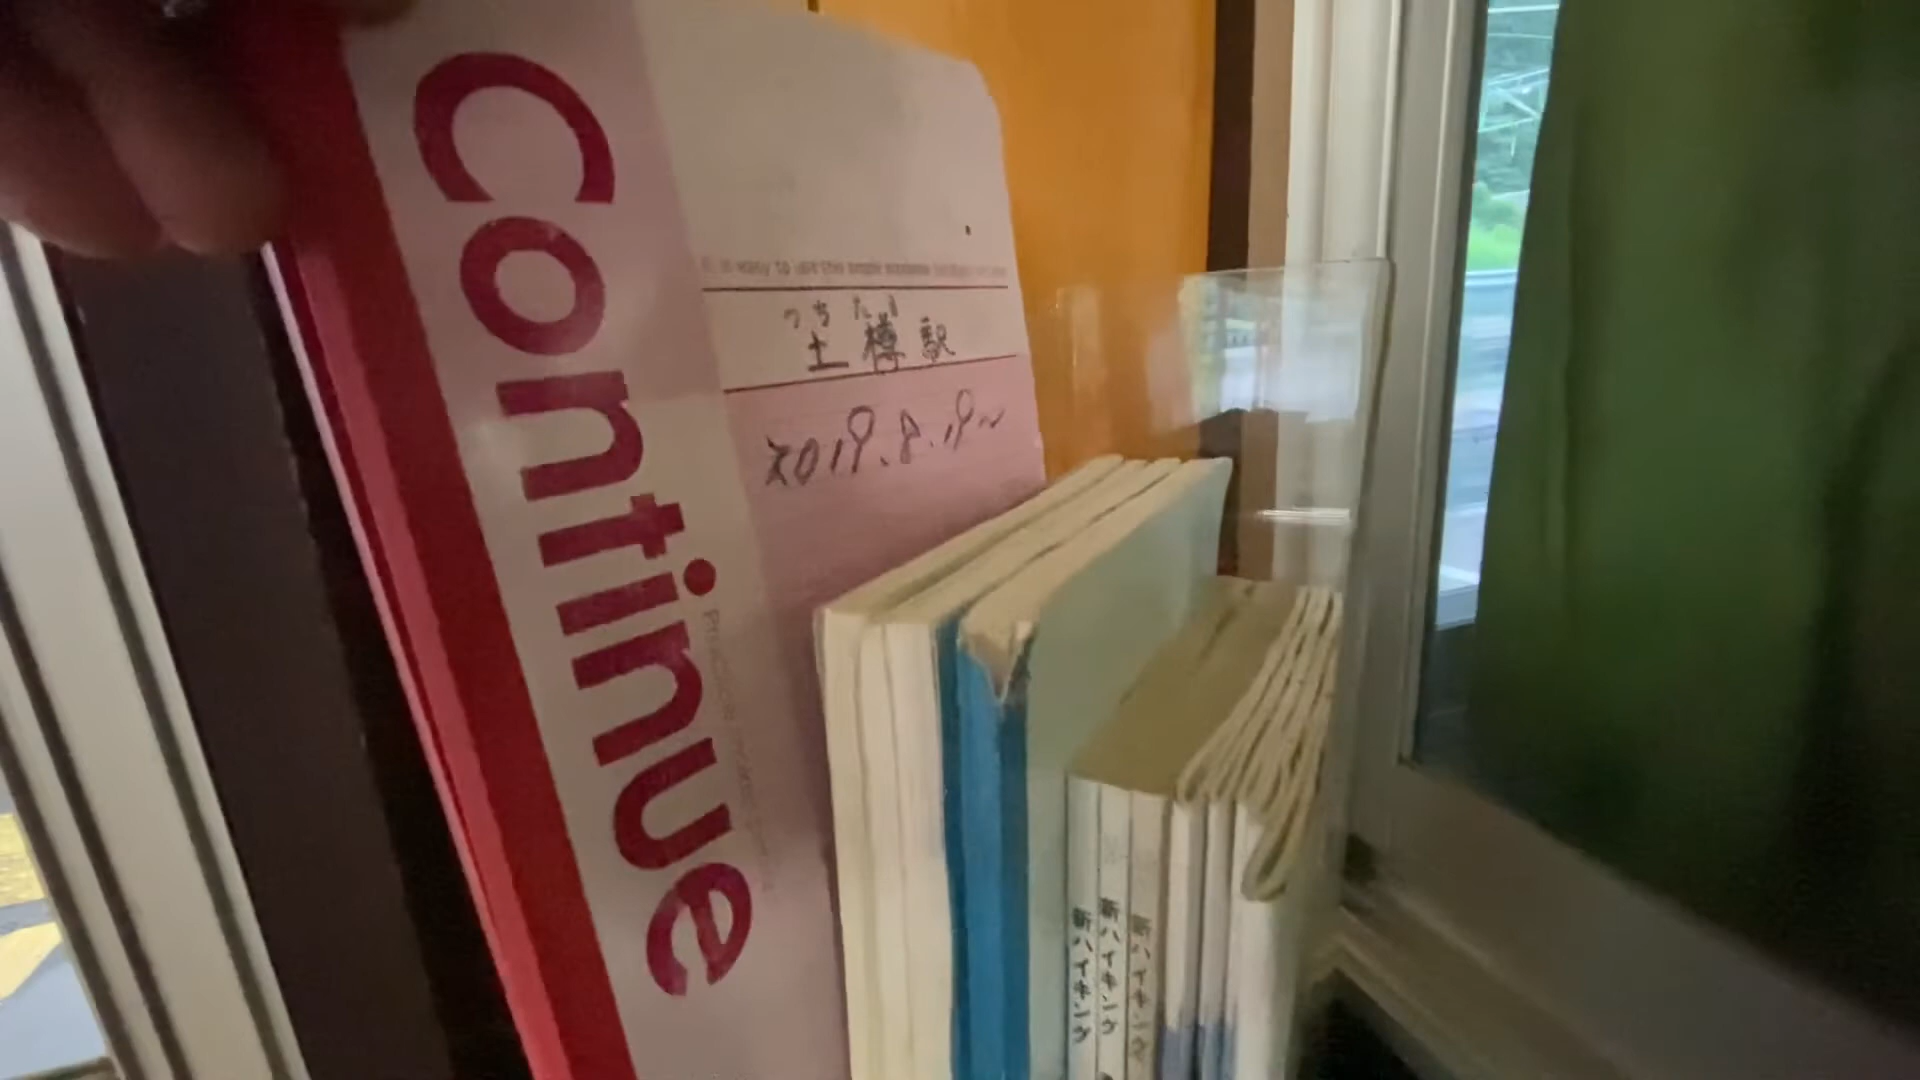 Continue
つちたる
土樽駅
2019.8.19~
新ハイキング
新ハイキング
新ハイキング